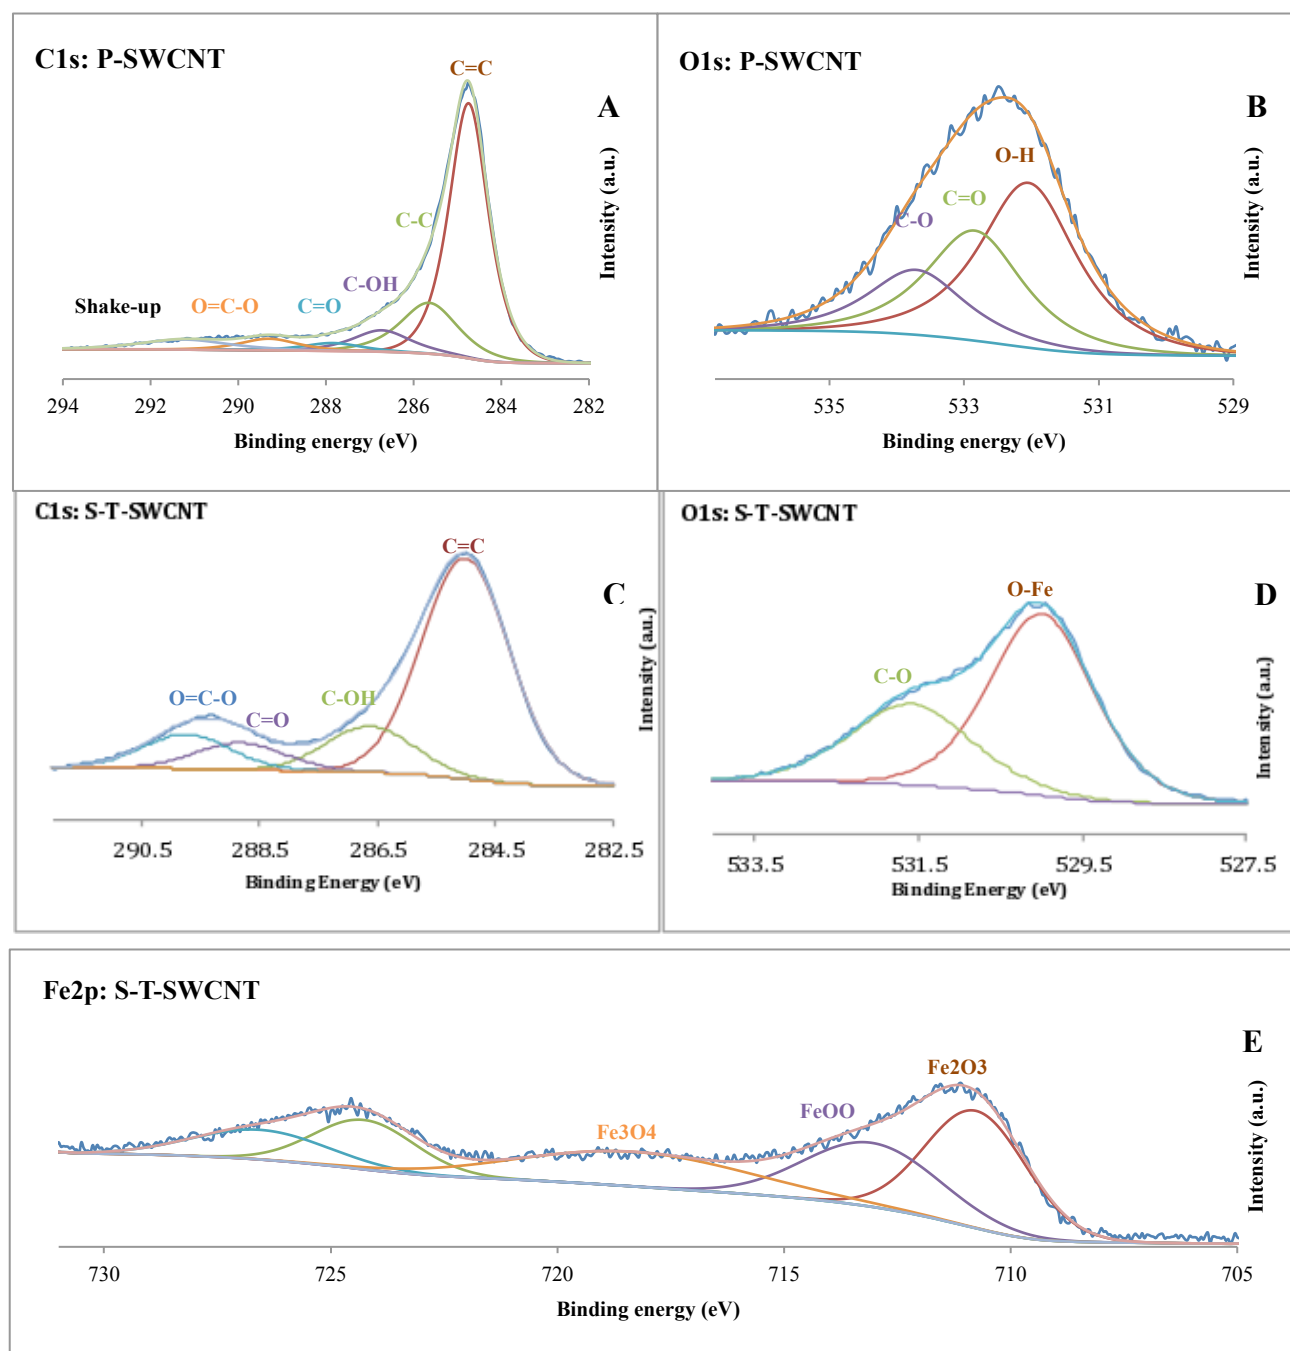 C1s: P-SWCNT
A
C=C
C-C
C-OH
C=O
O=C-O
Shake-up
294 292 290 288 286 284 282
Binding energy (eV)
Intensity (a.u.)
O1s: P-SWCNT
B
O-H
C=O
C-O
535 533 531 529
Binding energy (eV)
Intensity (a.u.)
C1s: S-T-SWCNT
C
C=C
C-OH
C=O
O=C-O
290.5 288.5 286.5 284.5 282.5
Binding Energy (eV)
Intensity (a.u.)
O1s: S-T-SWCNT
D
O-Fe
C-O
533.5 531.5 529.5 527.5
Binding Energy (eV)
Intensity (a.u.)
Fe2p: S-T-SWCNT
E
Fe2O3
FeOO
Fe3O4
730 725 720 715 710 705
Binding energy (eV)
Intensity (a.u.)